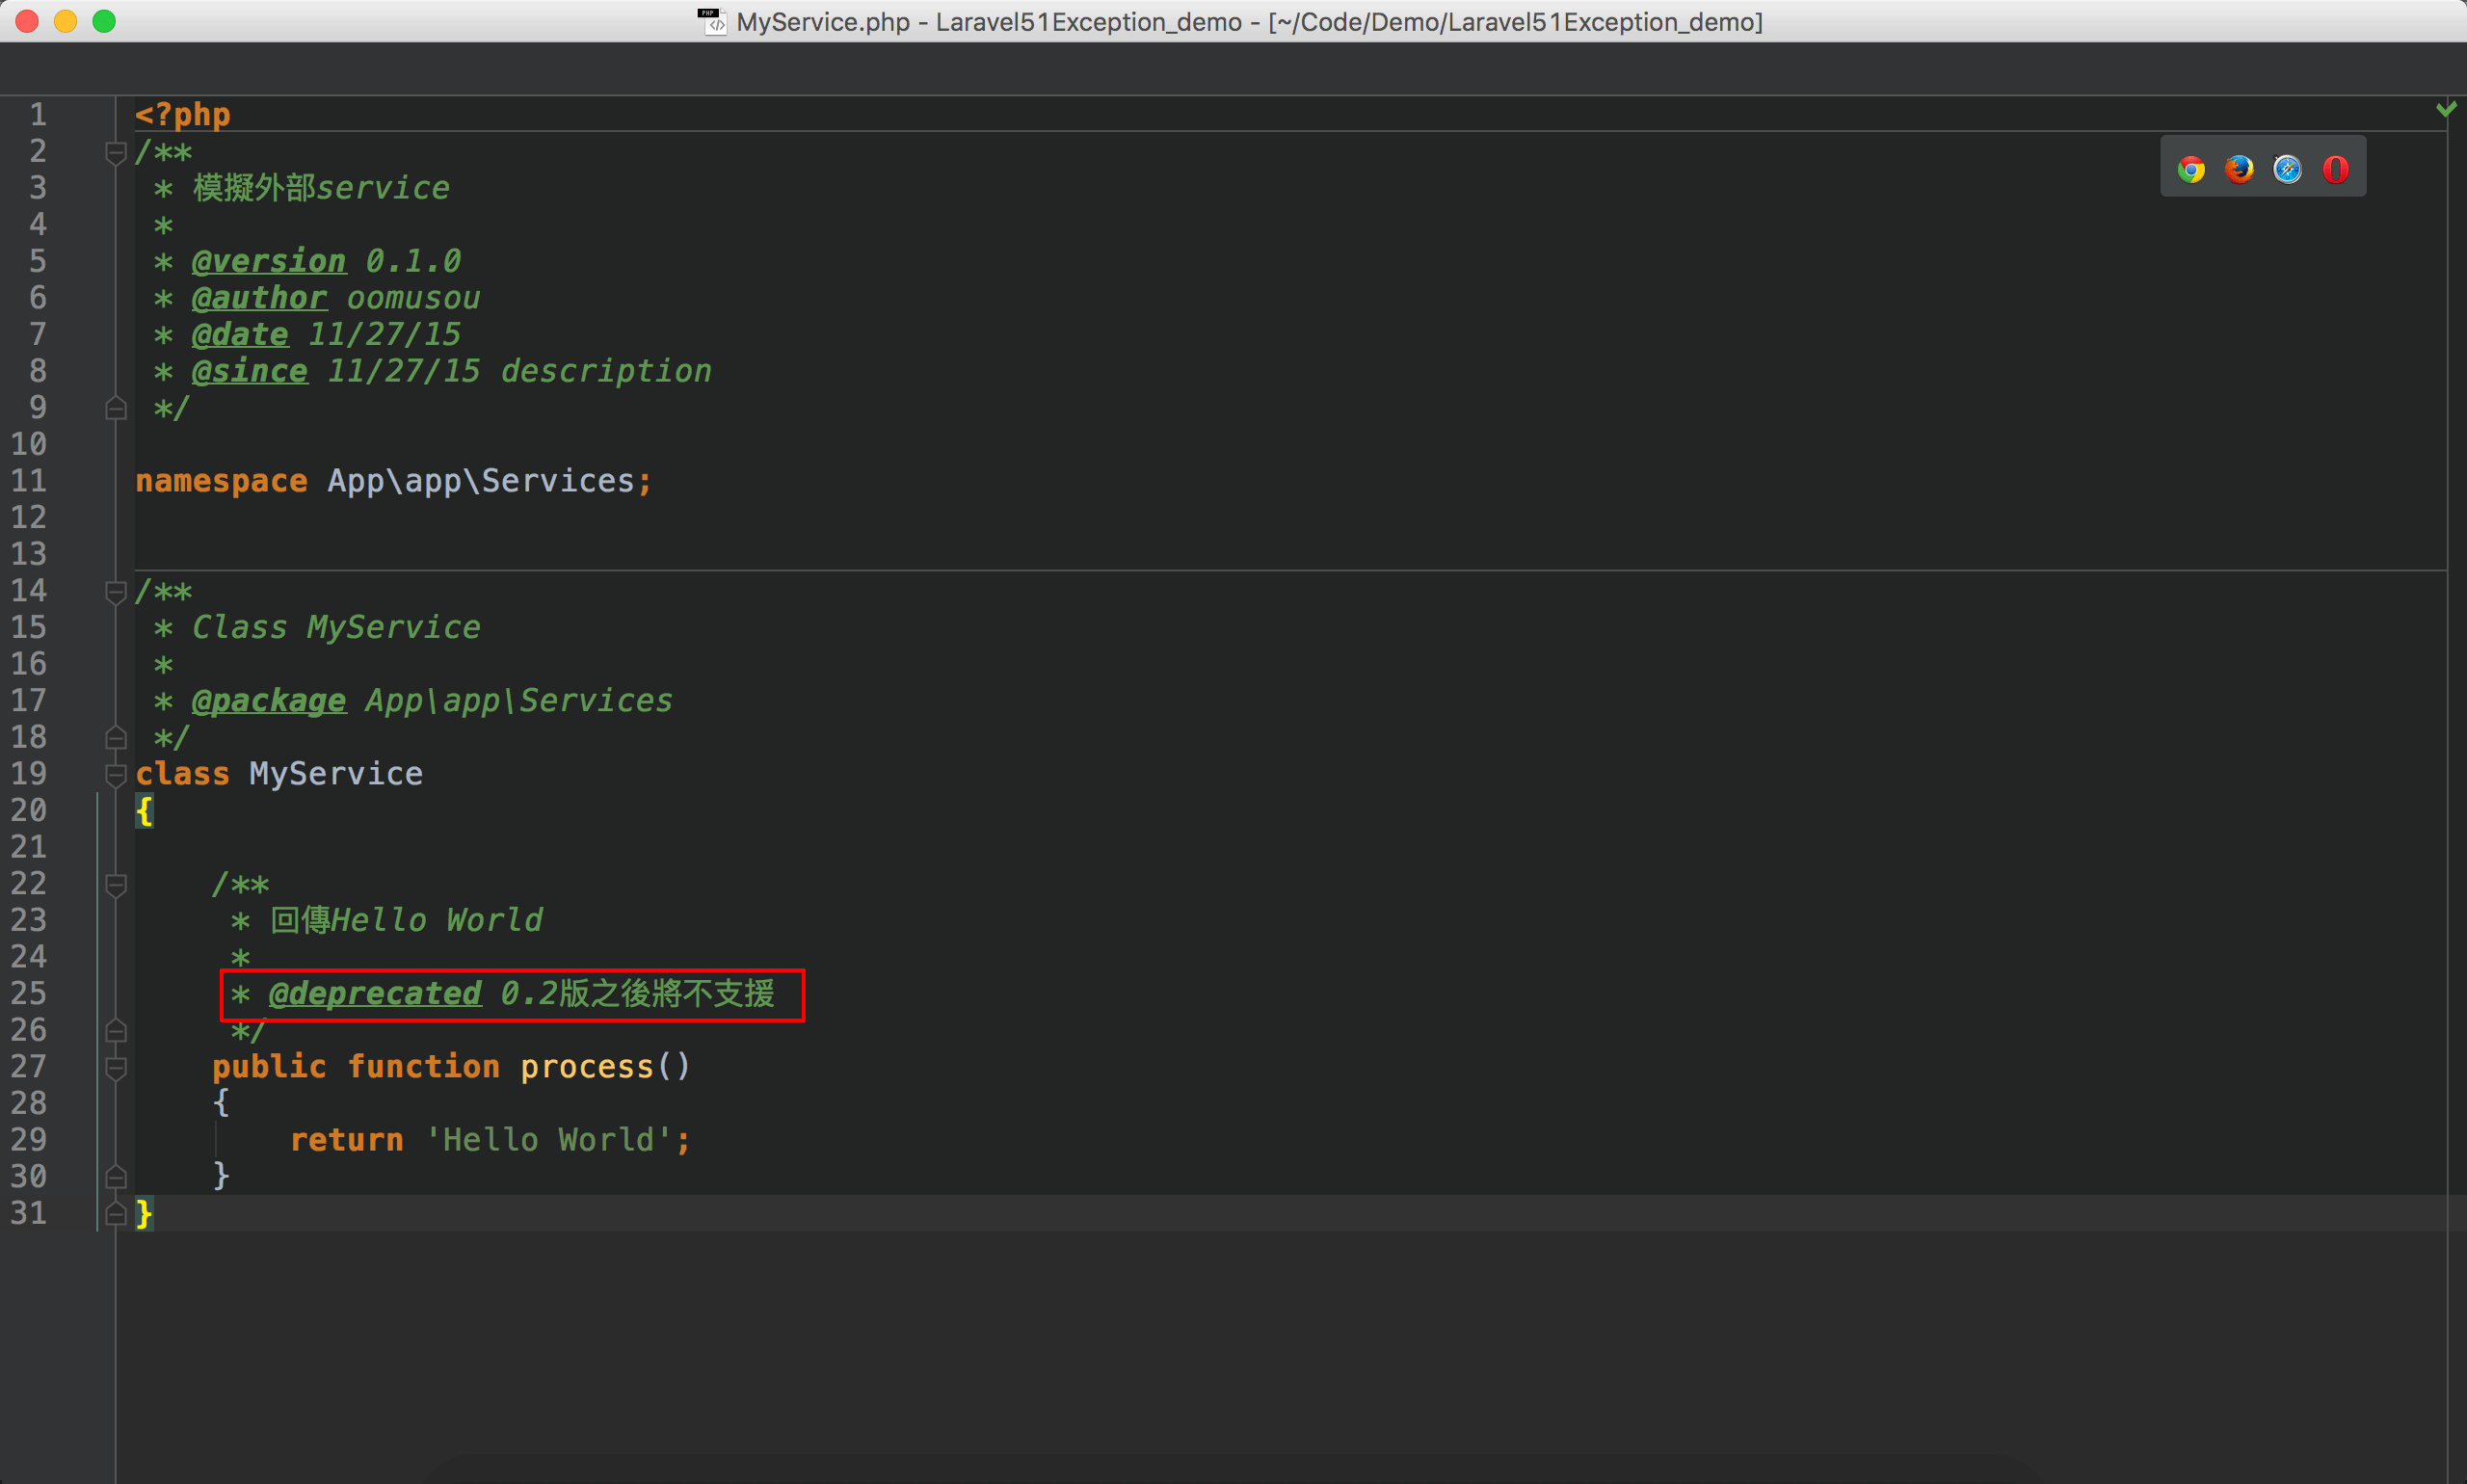 MyService.php - Laravel51Exception_demo - [~/Code/Demo/Laravel51Exception_demo]
1 <?php
2 /**
3  * 模擬外部service
4  *
5  * @version 0.1.0
6  * @author oomusou
7  * @date 11/27/15
8  * @since 11/27/15 description
9  */
10
11 namespace App\app\Services;
12
13
14 /**
15  * Class MyService
16  *
17  * @package App\app\Services
18  */
19 class MyService
20 {
21
22     /**
23      * 回傳Hello World
24      *
25      * @deprecated 0.2版之後將不支援
26      */
27     public function process()
28     {
29         return 'Hello World';
30     }
31 }